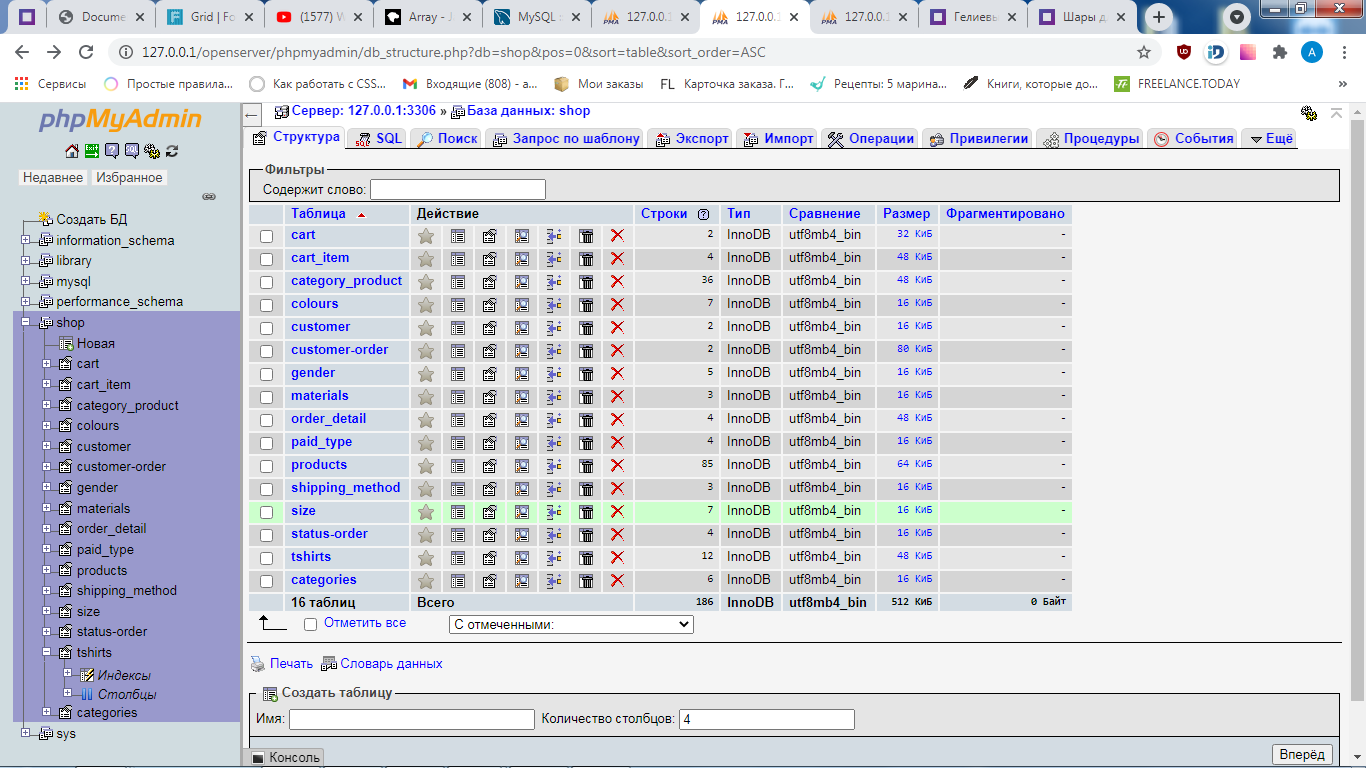 Docume
Grid | Fo
(1577) W
Array - J
MySQL
127.0.0.1
127.0.0.1
127.0.0.1
Гелиевы
Шары д
127.0.0.1/openserver/phpmyadmin/db_structure.php?db=shop&pos=0&sort=table&sort_order=ASC
Сервисы
Простые правила...
Как работать с CSS...
Входящие (808) - a...
Мои заказы
FL Карточка заказа. Г...
Рецепты: 5 марина...
Книги, которые до...
FREELANCE.TODAY
»
phpMyAdmin
Недавнее Избранное
Создать БД
information_schema
library
mysql
performance_schema
shop
Новая
cart
cart_item
category_product
colours
customer
customer-order
gender
materials
order_detail
paid_type
products
shipping_method
size
status-order
tshirts
Индексы
Столбцы
categories
sys
Сервер: 127.0.0.1:3306 » База данных: shop
Структура SQL Поиск Запрос по шаблону Экспорт Импорт Операции Привилегии Процедуры События Ещё
Фильтры
Содержит слово:
Таблица Действие Строки Тип Сравнение Размер Фрагментировано
cart 2 InnoDB utf8mb4_bin 32 КиБ -
cart_item 4 InnoDB utf8mb4_bin 48 КиБ -
category_product 36 InnoDB utf8mb4_bin 48 КиБ -
colours 7 InnoDB utf8mb4_bin 16 КиБ -
customer 2 InnoDB utf8mb4_bin 16 КиБ -
customer-order 2 InnoDB utf8mb4_bin 80 КиБ -
gender 5 InnoDB utf8mb4_bin 16 КиБ -
materials 3 InnoDB utf8mb4_bin 16 КиБ -
order_detail 4 InnoDB utf8mb4_bin 48 КиБ -
paid_type 4 InnoDB utf8mb4_bin 16 КиБ -
products 85 InnoDB utf8mb4_bin 64 КиБ -
shipping_method 3 InnoDB utf8mb4_bin 16 КиБ -
size 7 InnoDB utf8mb4_bin 16 КиБ -
status-order 4 InnoDB utf8mb4_bin 16 КиБ -
tshirts 12 InnoDB utf8mb4_bin 48 КиБ -
categories 6 InnoDB utf8mb4_bin 16 КиБ -
16 таблиц Всего 186 InnoDB utf8mb4_bin 512 КиБ 0 Байт
Отметить все С отмеченными:
Печать Словарь данных
Создать таблицу
Имя: Количество столбцов: 4
Консоль
Вперёд